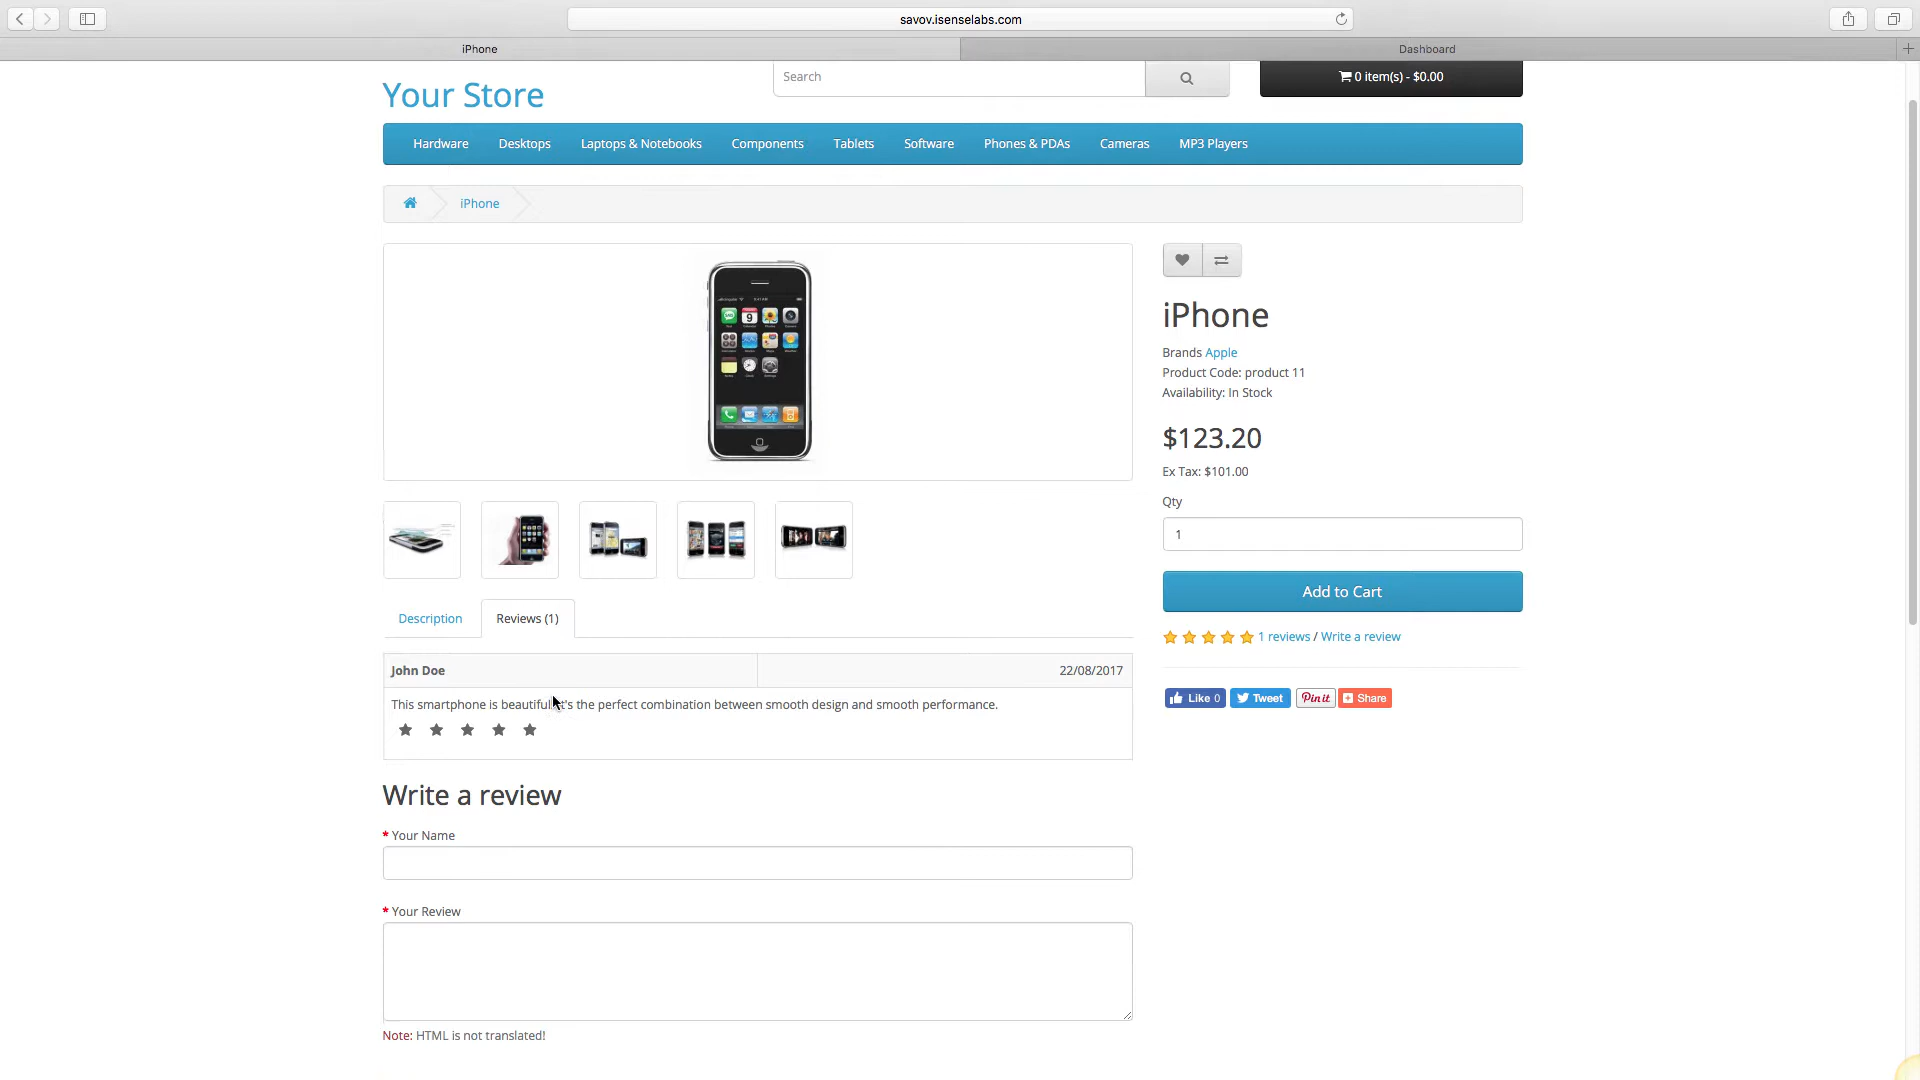 savov.isenselabs.com
iPhone
Dashboard
Your Store
Search
0 item(s) - $0.00
Hardware Desktops Laptops & Notebooks Components Tablets Software Phones & PDAs Cameras MP3 Players
iPhone
iPhone
Brands Apple
Product Code: product 11
Availability: In Stock
$123.20
Ex Tax: $101.00
Qty
1
Add to Cart
1 reviews / Write a review
Like 0 Tweet Pin it Share
Description Reviews (1)
John Doe 22/08/2017
This smartphone is beautiful. the perfect combination between smooth design and smooth performance.
Write a review
* Your Name
* Your Review
Note: HTML is not translated!